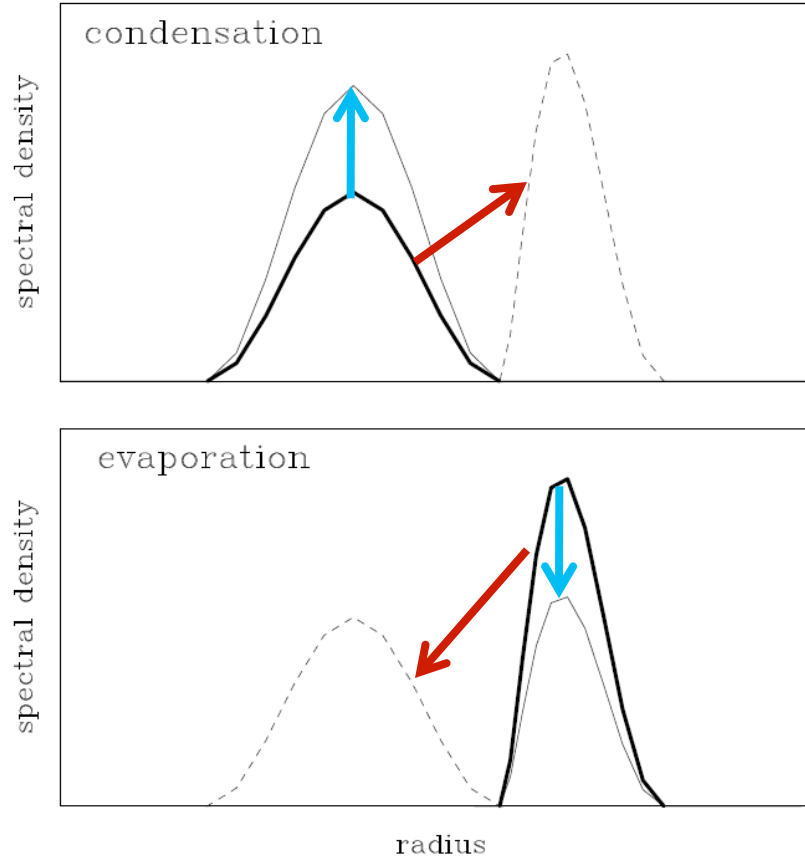 condensation
spectral density
evaporation
spectral density
radius